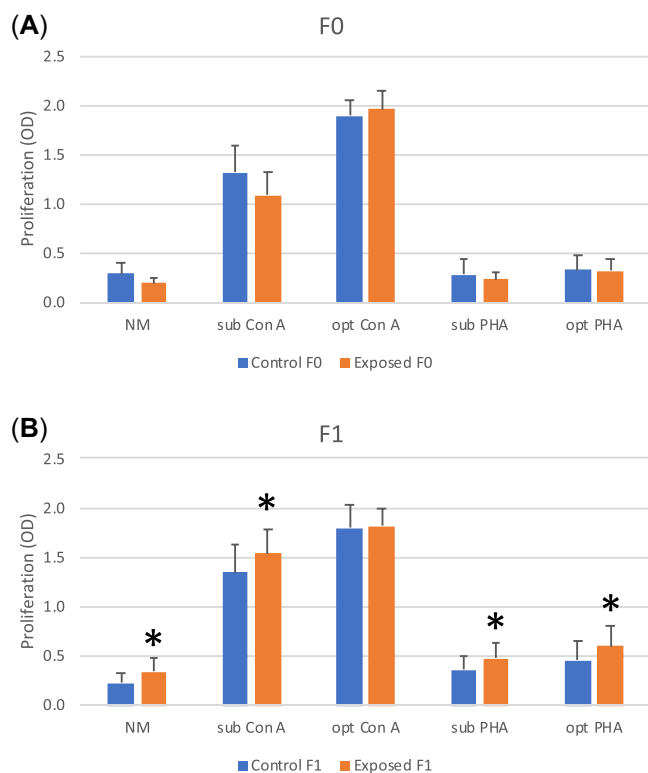 (A)
F0
Proliferation (OD)
2.5
2.0
1.5
1.0
0.5
0.0
NM sub Con A opt Con A sub PHA opt PHA
Control F0 Exposed F0
(B)
F1
Proliferation (OD)
2.5
2.0
1.5
1.0
0.5
0.0
* * * *
NM sub Con A opt Con A sub PHA opt PHA
Control F1 Exposed F1